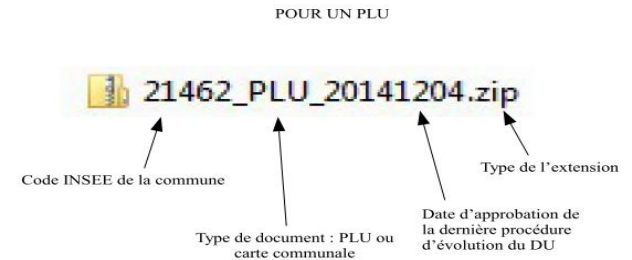 POUR UN PLU
21462_PLU_20141204.zip
Code INSEE de la commune
Type de l'extension
Type de document : PLU ou
carte communale
Date d'approbation de
la dernière procédure
d'évolution du DU